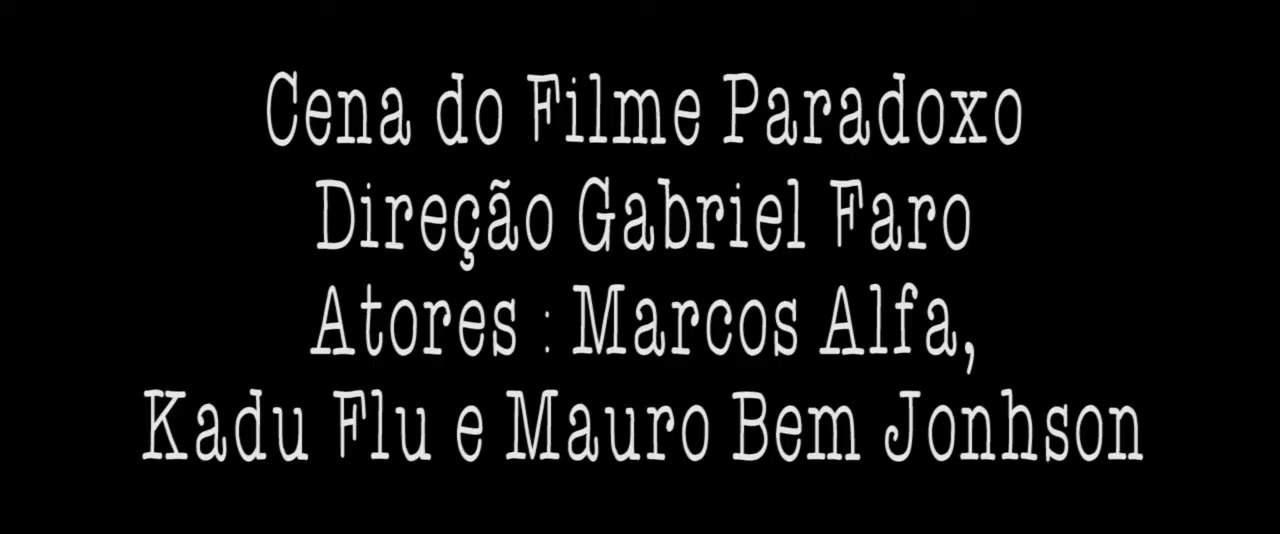 Cena do Filme Paradoxo
Direção Gabriel Faro
Atores : Marcos Alfa,
Kadu Flu e Mauro Bem Jonhson